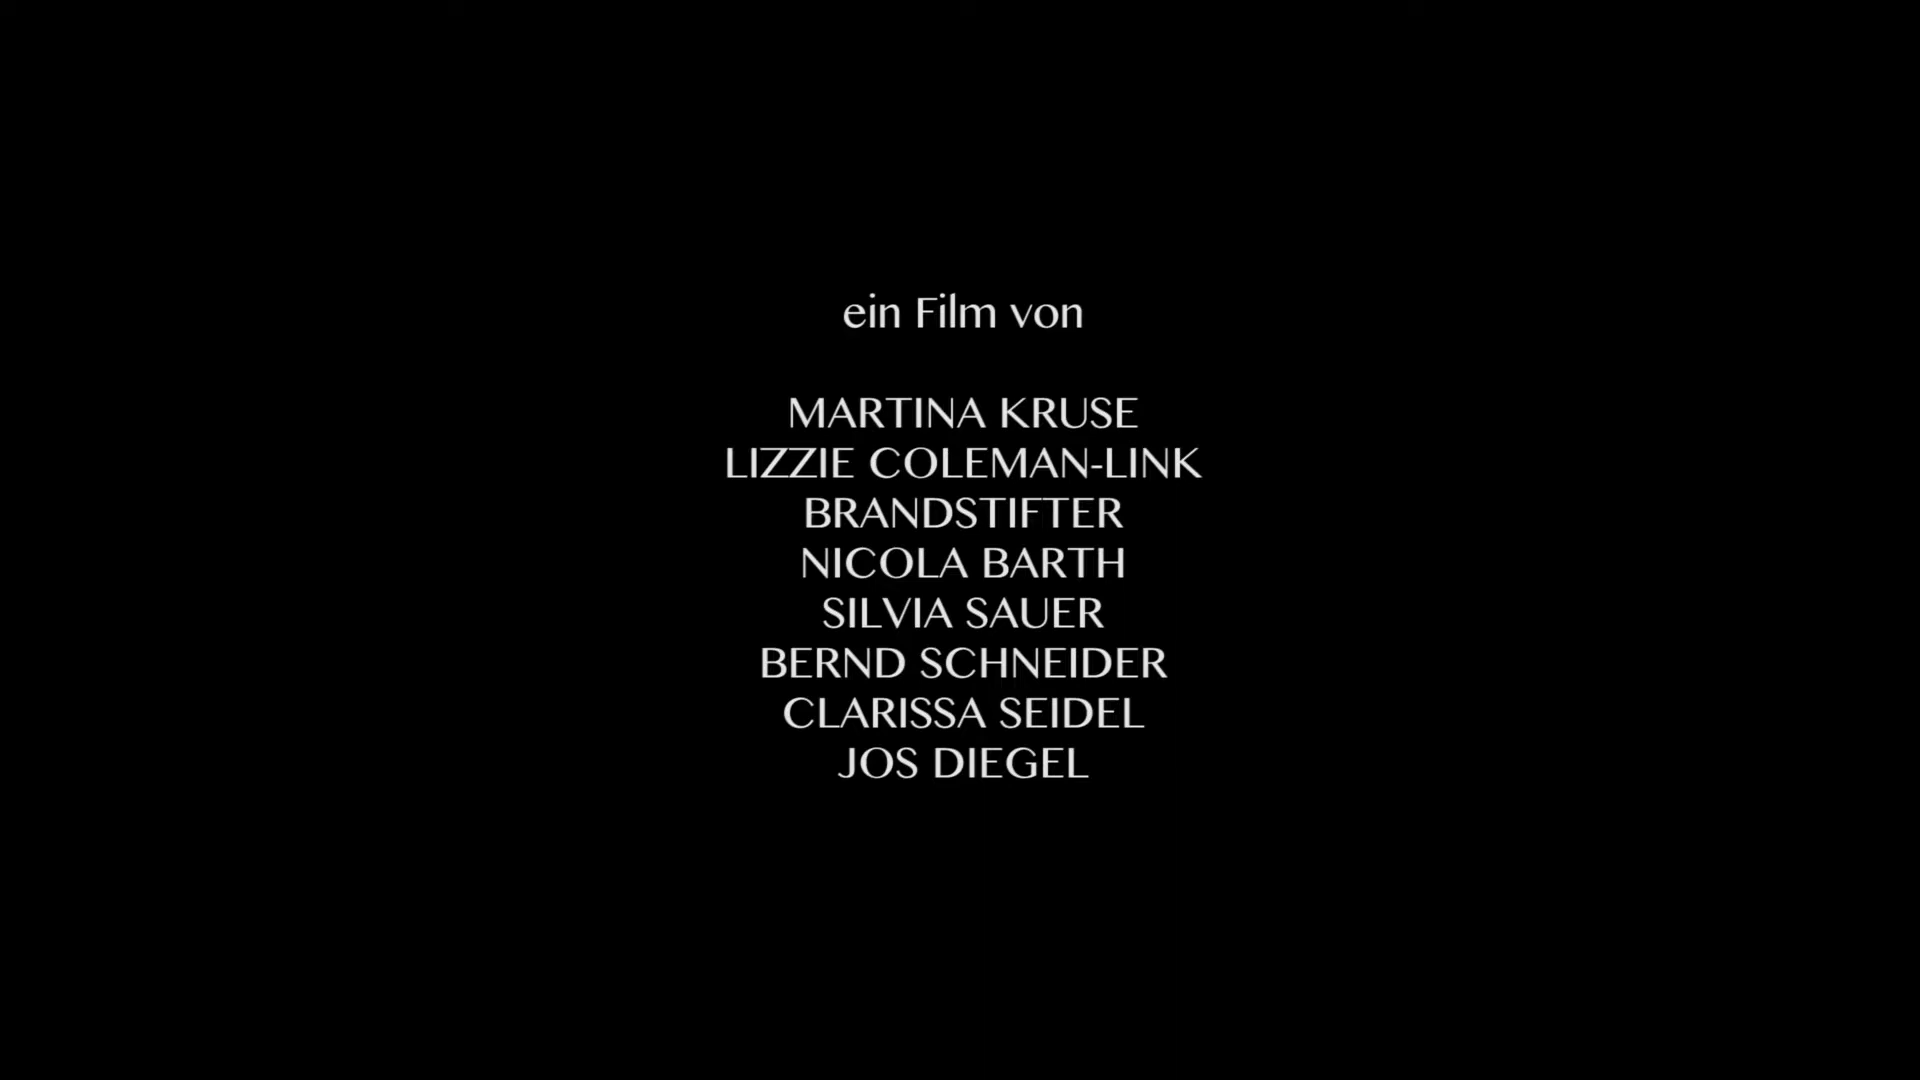 ein Film von
MARTINA KRUSE
LIZZIE COLEMAN-LINK
BRANDSTIFTER
NICOLA BARTH
SILVIA SAUER
BERND SCHNEIDER
CLARISSA SEIDEL
JOS DIEGEL